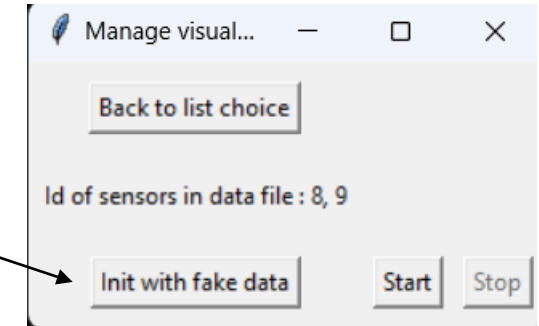 Manage visual...
Back to list choice
Id of sensors in data file : 8, 9
Init with fake data Start Stop